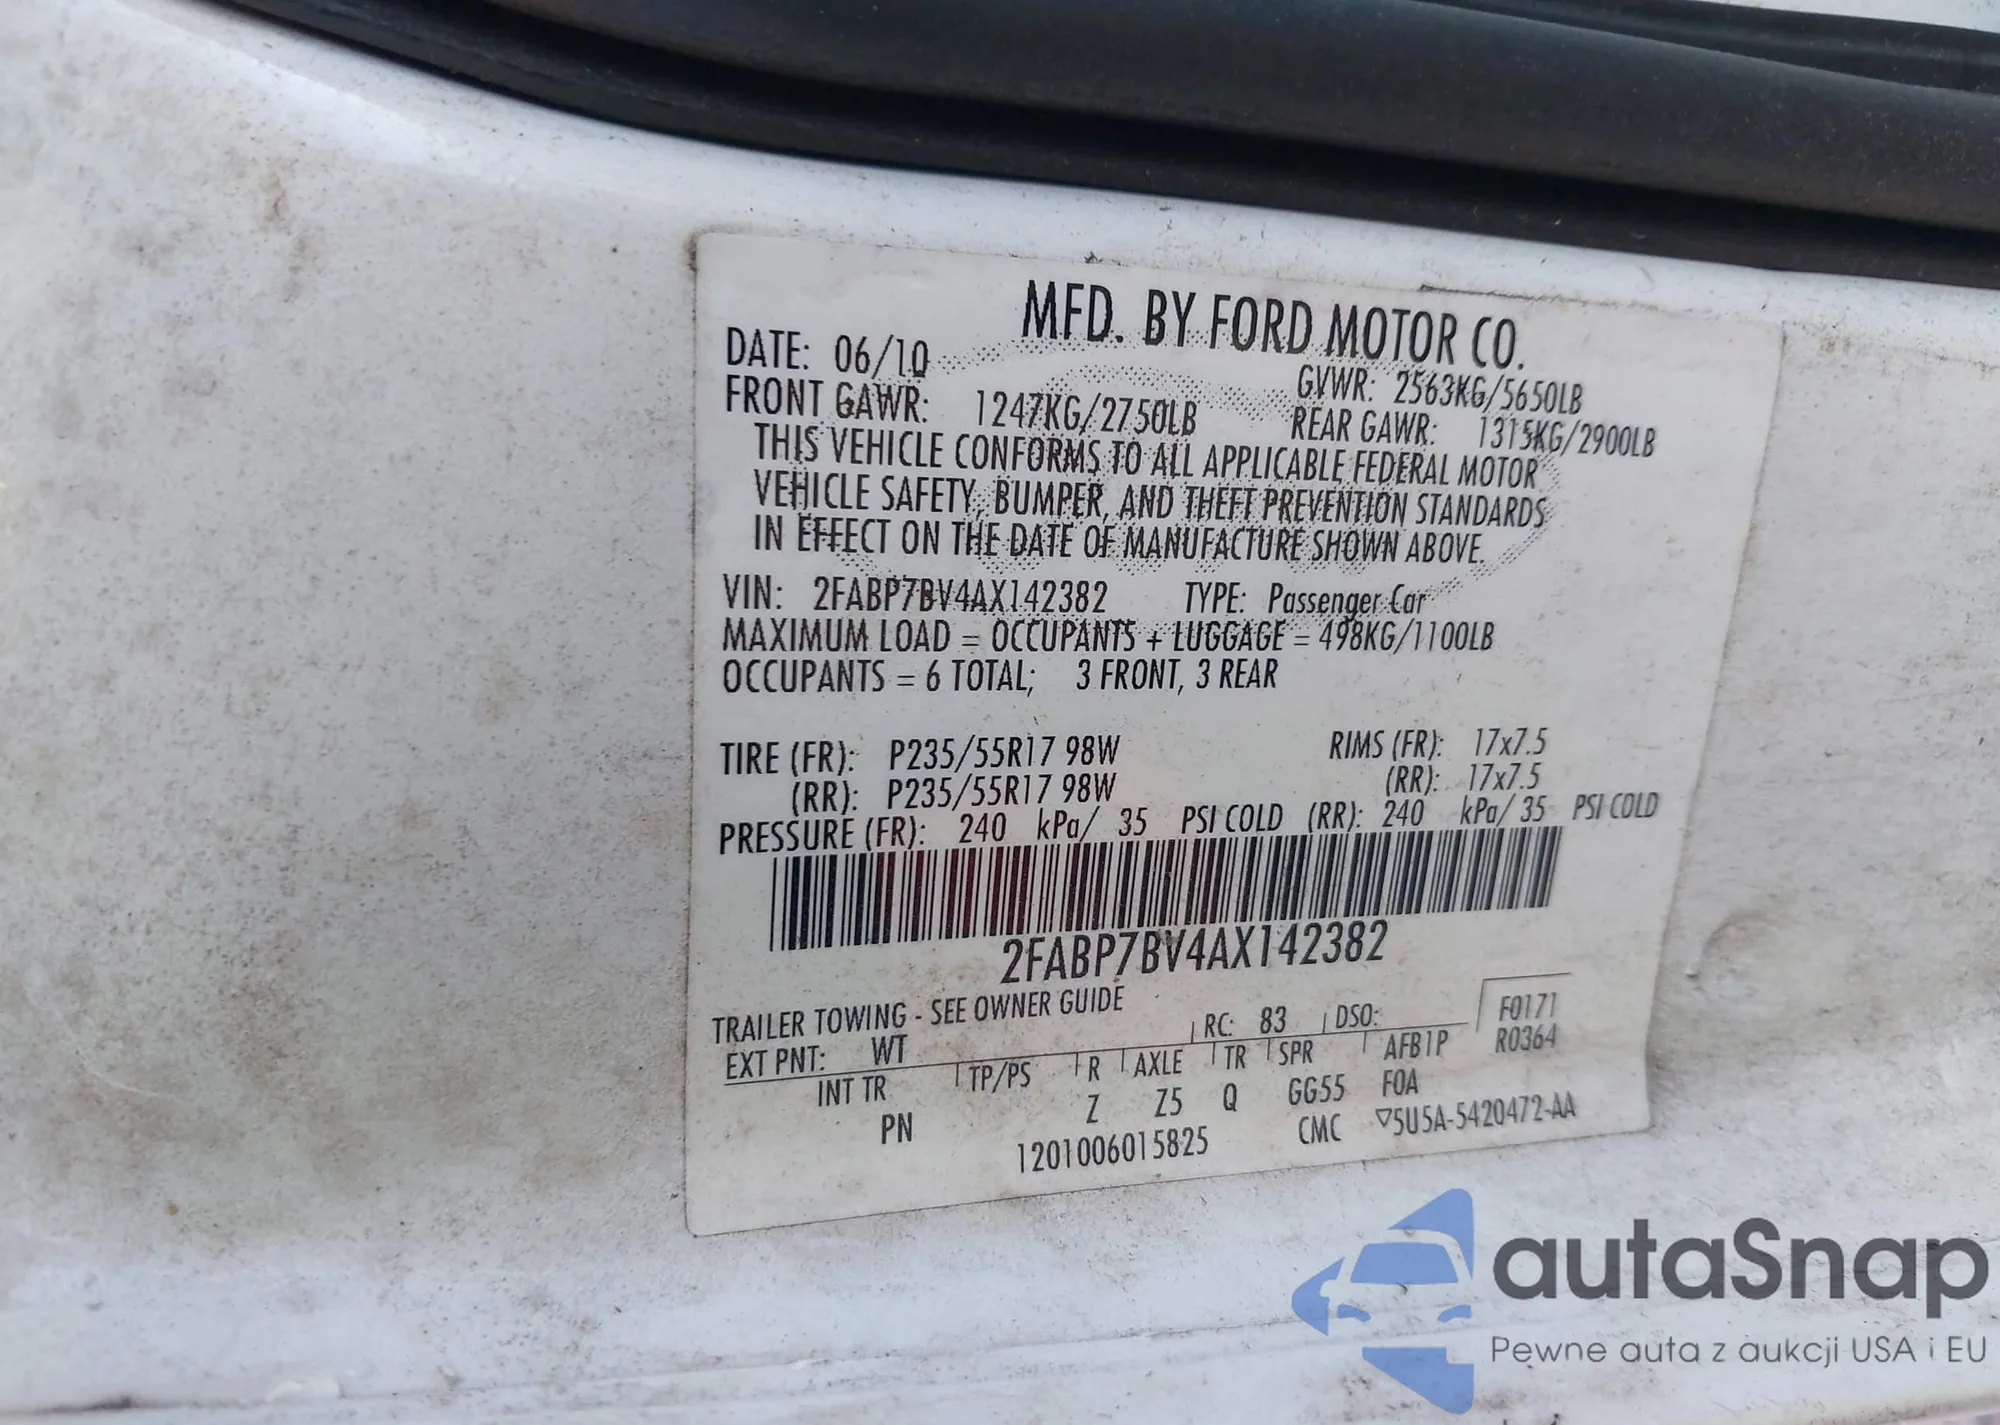 MFD. BY FORD MOTOR CO.
DATE: 06/10
GVWR: 2563KG/5650LB
FRONT GAWR: 1247KG/2750LB
REAR GAWR: 1315KG/2900LB
THIS VEHICLE CONFORMS TO ALL APPLICABLE FEDERAL MOTOR
VEHICLE SAFETY, BUMPER, AND THEFT PREVENTION STANDARDS
IN EFFECT ON THE DATE OF MANUFACTURE SHOWN ABOVE.
VIN: 2FABP7BV4AX142382 TYPE: Passenger Car
MAXIMUM LOAD = OCCUPANTS + LUGGAGE = 498KG/1100LB
OCCUPANTS = 6 TOTAL; 3 FRONT, 3 REAR
TIRE (FR): P235/55R17 98W RIMS (FR): 17x7.5
(RR): P235/55R17 98W (RR): 17x7.5
PRESSURE (FR): 240 kPa/ 35 PSI COLD (RR): 240 kPa/ 35 PSI COLD
2FABP7BV4AX142382
TRAILER TOWING - SEE OWNER GUIDE
EXT PNT: WT RC: 83 DSO: F0171
R0364
INT TR TP/PS R AXLE TR SPR AFB1P
PN Z Z5 Q GG55 FOA
1201006015825 CMC ▽5U5A-5420472-AA
autaSnap
Pewne auta z aukcji USA i EU